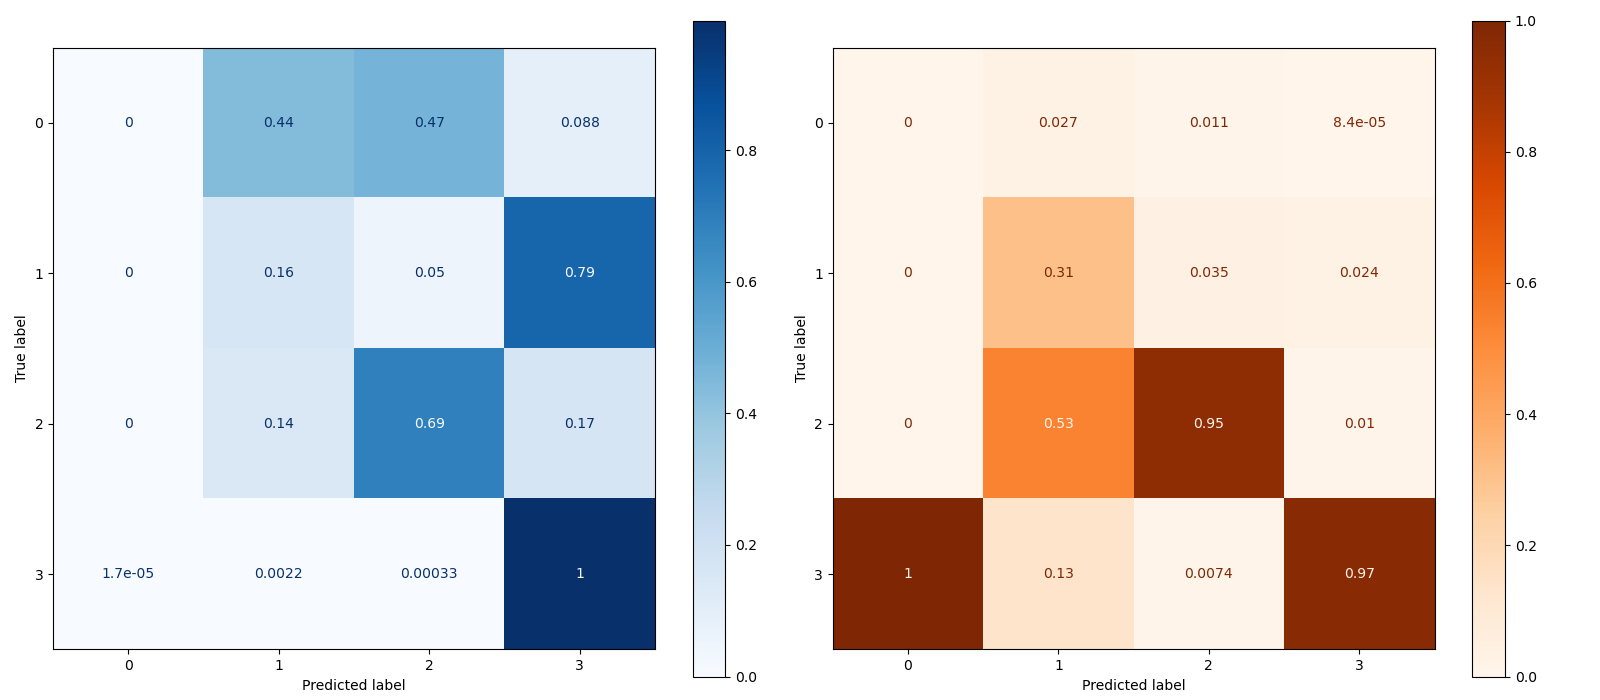 0 0 0.44 0.47 0.088
1 0 0.16 0.05 0.79
2 0 0.14 0.69 0.17
3 1.7e-05 0.0022 0.00033 1
0 1 2 3
Predicted label
True label
0.8
0.6
0.4
0.2
0.0
0 0 0.027 0.011 8.4e-05
1 0 0.31 0.035 0.024
2 0 0.53 0.95 0.01
3 1 0.13 0.0074 0.97
0 1 2 3
Predicted label
True label
1.0
0.8
0.6
0.4
0.2
0.0